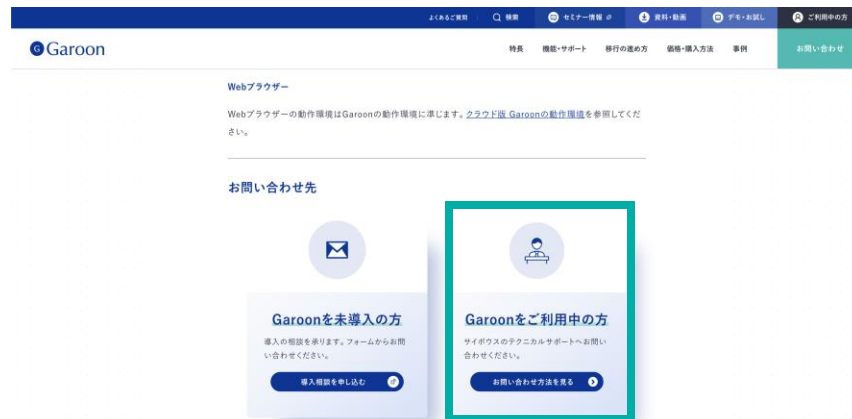 よくあるご質問 検索 セミナー情報 資料・動画 デモ・お試し ご利用中の方
G Garoon 特長 機能・サポート 移行の進め方 価格・購入方法 事例 お問い合わせ
Webブラウザー
Webブラウザーの動作環境はGaroonの動作環境に準じます。クラウド版 Garoonの動作環境を参照してくだ
さい。
お問い合わせ先
Garoonを未導入の方
導入の相談を承ります。フォームからお問
い合わせください。
導入相談を申し込む
Garoonをご利用中の方
サイボウズのテクニカルサポートへお問い
合わせください。
お問い合わせ方法を見る